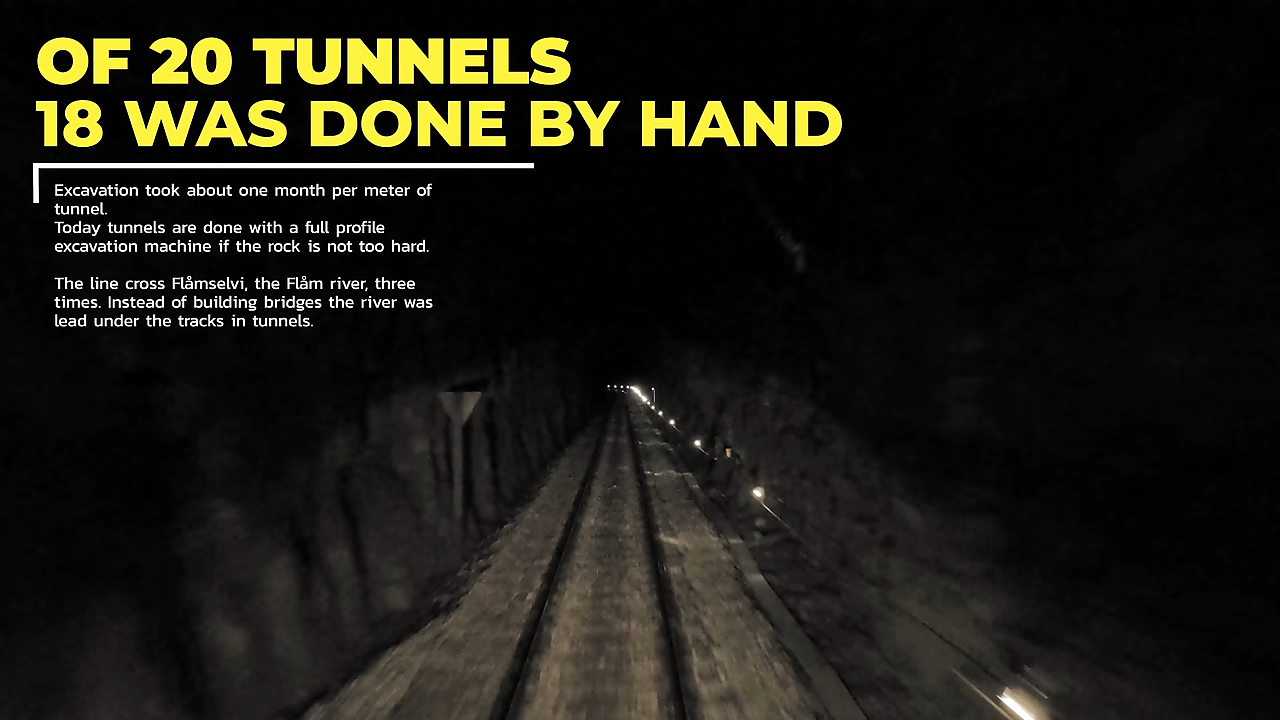 OF 20 TUNNELS
18 WAS DONE BY HAND
Excavation took about one month per meter of
tunnel.
Today tunnels are done with a full profile
excavation machine if the rock is not too hard.
The line cross Flåmselvi, the Flåm river, three
times. Instead of building bridges the river was
lead under the tracks in tunnels.